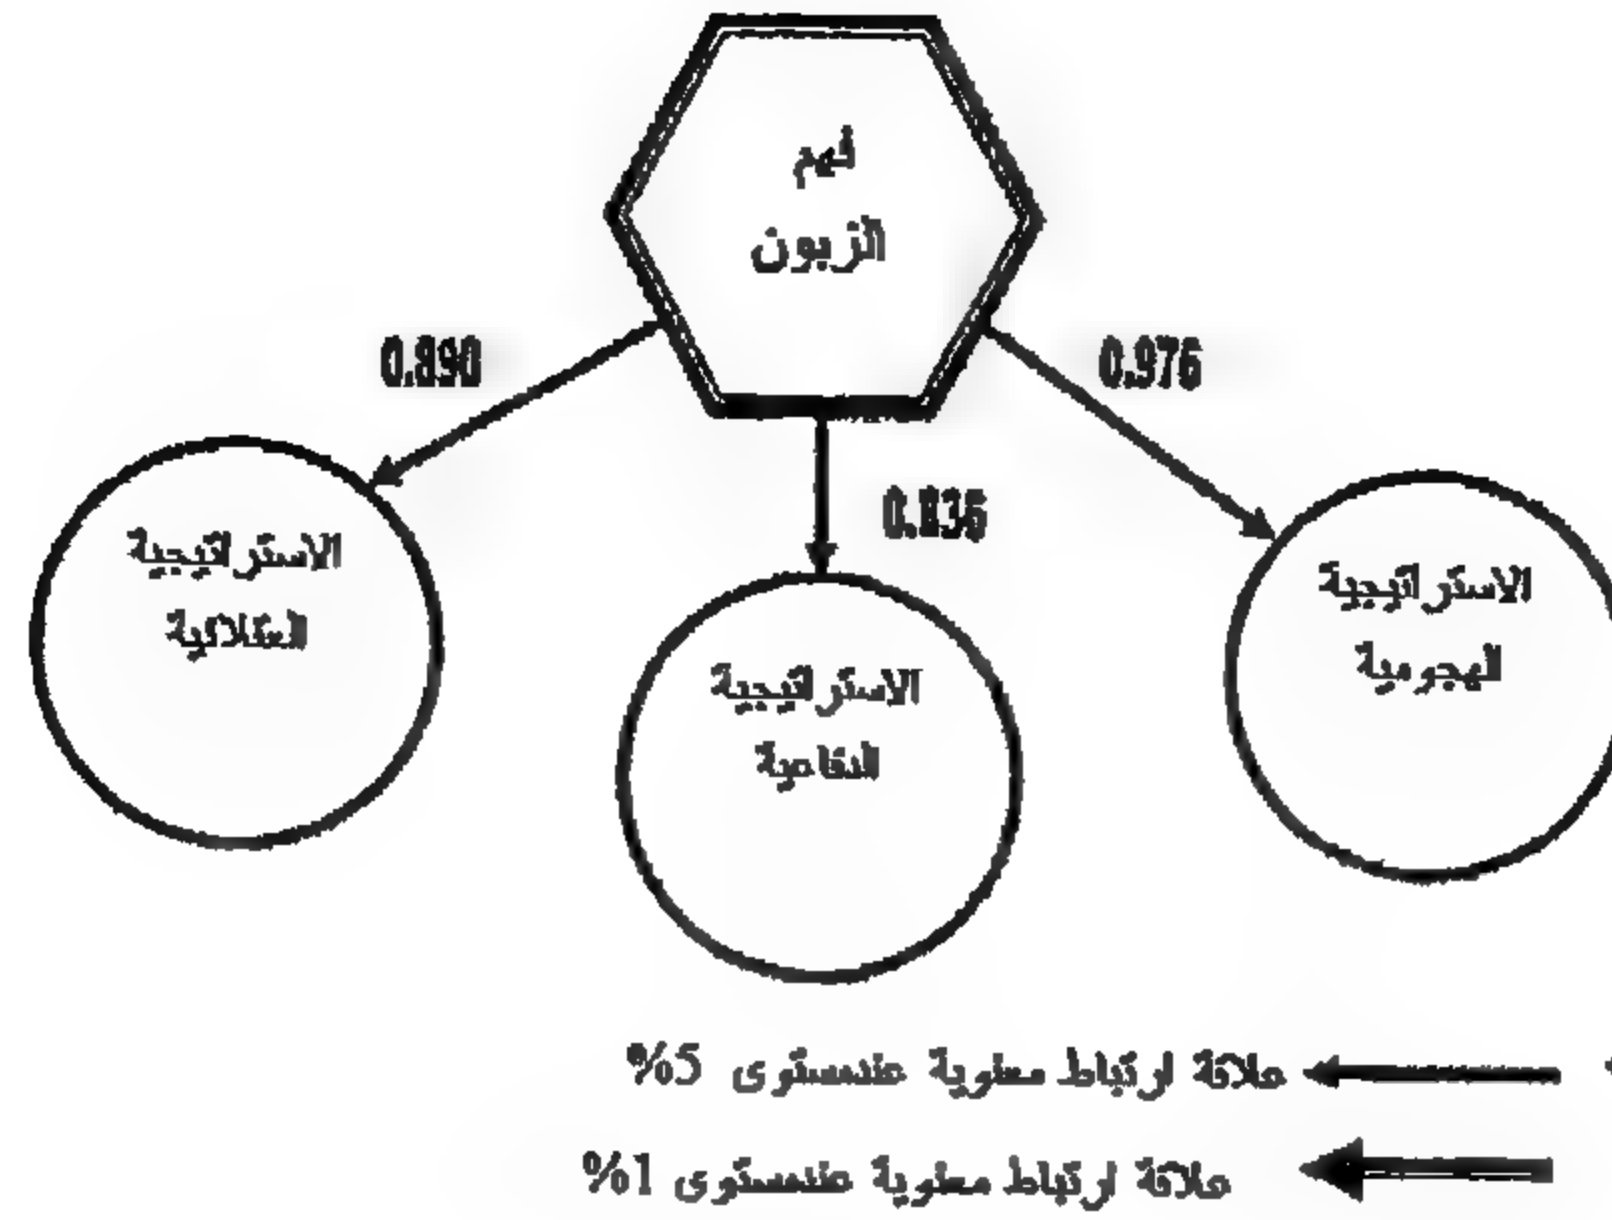 فهم
الزبون
0.890
0.976
0.836
الاستراتيجية
العقلانية
الاستراتيجية
الدفاعية
الاستراتيجية
الهجومية
علاقة ارتباط معنوية عندمستوى 5%
علاقة ارتباط معنوية عندمستوى 1%